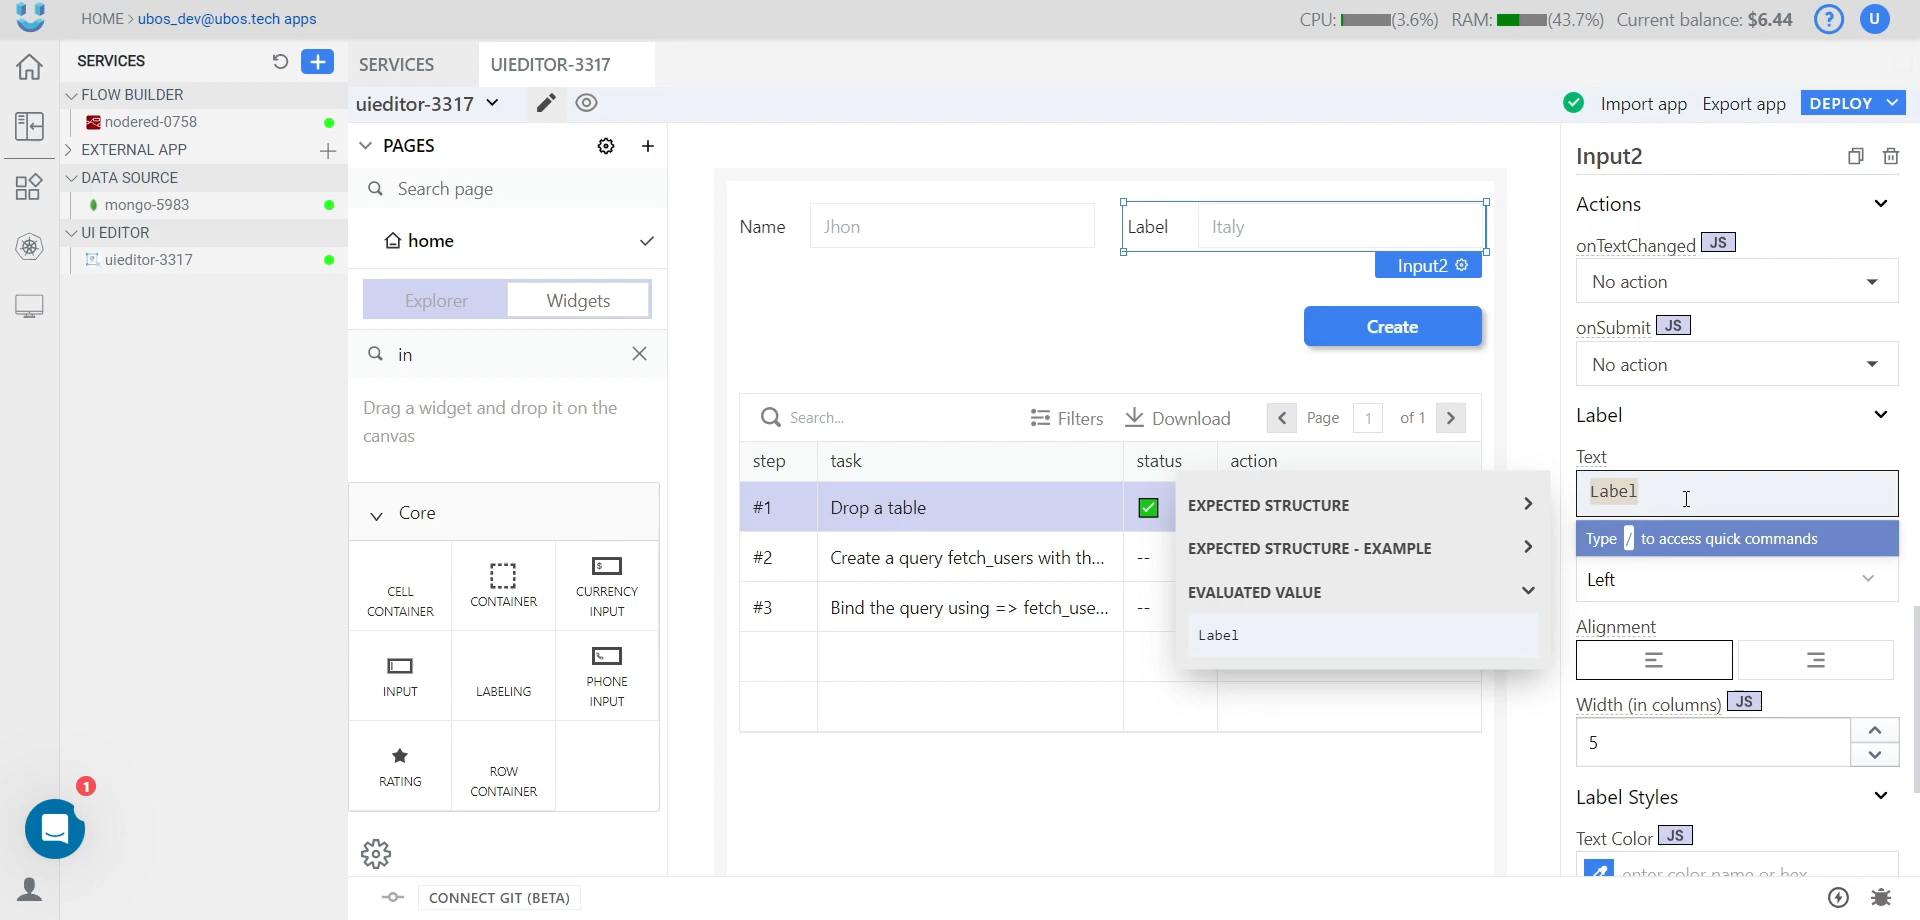 HOME > ubos_dev@ubos.tech apps
CPU: (3.6%) RAM: (43.7%) Current balance: $6.44 ? U
SERVICES
+
FLOW BUILDER
nodered-0758
EXTERNAL APP
DATA SOURCE
mongo-5983
UI EDITOR
uieditor-3317
1
SERVICES
UIEDITOR-3317
uieditor-3317
Import app
Export app
DEPLOY
PAGES
Search page
home
Explorer
Widgets
in
Drag a widget and drop it on the
canvas
Core
CELL
CONTAINER
CONTAINER
CURRENCY
INPUT
INPUT
LABELING
PHONE
INPUT
RATING
ROW
CONTAINER
CONNECT GIT (BETA)
Name
Jhon
Label
Italy
Input2
Create
Search...
Filters
Download
Page
1
of 1
step task status action
#1 Drop a table
#2 Create a query fetch_users with th... --
#3 Bind the query using => fetch_use... --
EXPECTED STRUCTURE
EXPECTED STRUCTURE - EXAMPLE
EVALUATED VALUE
Label
Input2
Actions
onTextChanged JS
No action
onSubmit JS
No action
Label
Text
Label
Type / to access quick commands
Left
Alignment
Width (in columns) JS
5
Label Styles
Text Color JS
enter color name or hex